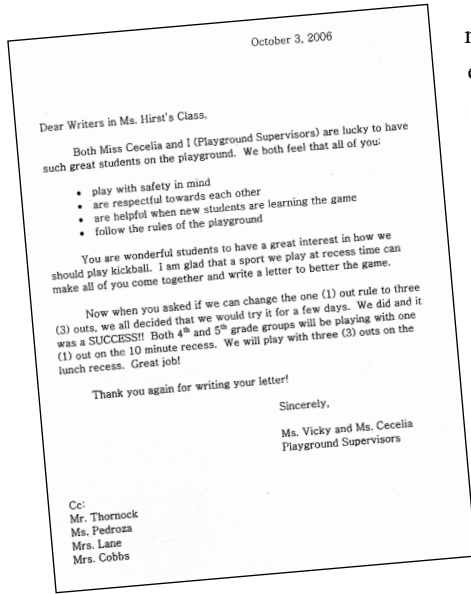 October 3, 2006
Dear Writers in Ms. Hirst's Class,
Both Miss Cecelia and I (Playground Supervisors) are lucky to have
such great students on the playground. We both feel that all of you:
• play with safety in mind
• are respectful towards each other
• are helpful when new students are learning the game
• follow the rules of the playground
You are wonderful students to have a great interest in how we
should play kickball. I am glad that a sport we play at recess time can
make all of you come together and write a letter to better the game.
Now when you asked if we can change the one (1) out rule to three
(3) outs, we all decided that we would try it for a few days. We did and it
was a SUCCESS!! Both 4th and 5th grade groups will be playing with one
(1) out on the 10 minute recess. We will play with three (3) outs on the
lunch recess. Great job!
Thank you again for writing your letter!
Sincerely,
Ms. Vicky and Ms. Cecelia
Playground Supervisors
Cc:
Mr. Thornock
Ms. Pedroza
Mrs. Lane
Mrs. Cobbs